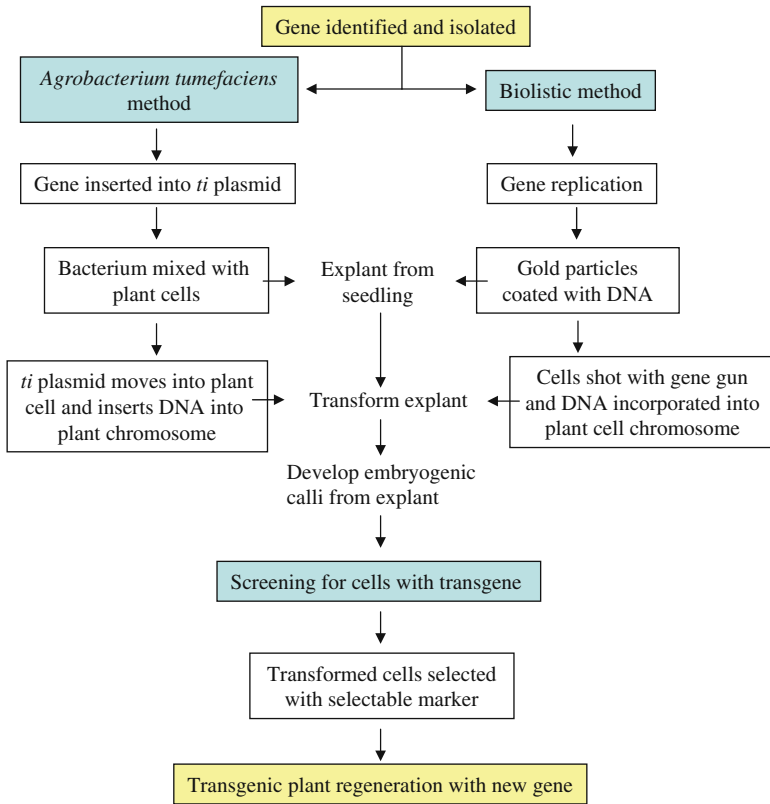 Gene identified and isolated
Agrobacterium tumefaciens
method
Biolistic method
Gene inserted into ti plasmid
Gene replication
Bacterium mixed with
plant cells
Explant from
seedling
Gold particles
coated with DNA
ti plasmid moves into plant
cell and inserts DNA into
plant chromosome
Transform explant
Cells shot with gene gun
and DNA incorporated into
plant cell chromosome
Develop embryogenic
calli from explant
Screening for cells with transgene
Transformed cells selected
with selectable marker
Transgenic plant regeneration with new gene